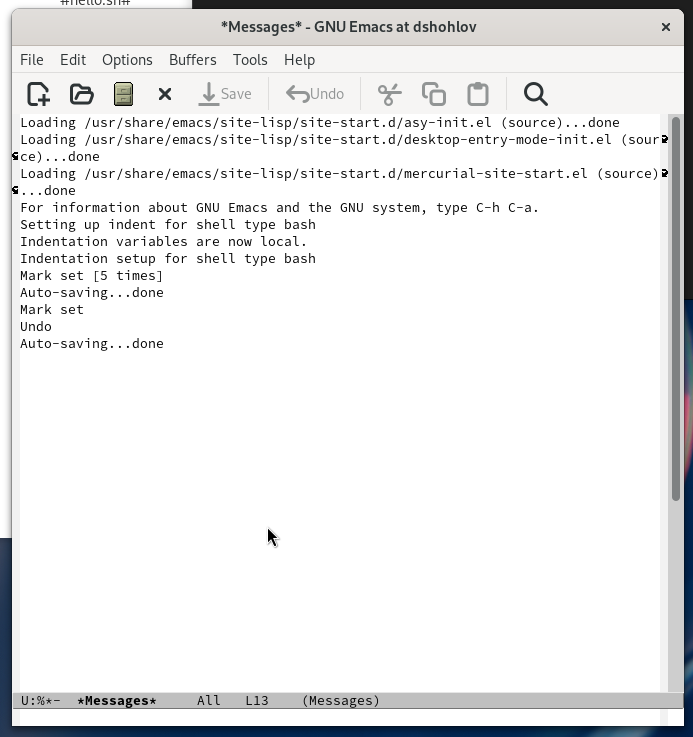 #hello.sh#
*Messages* - GNU Emacs at dshohlov
File Edit Options Buffers Tools Help
Save Undo
Loading /usr/share/emacs/site-lisp/site-start.d/asy-init.el (source)...done
Loading /usr/share/emacs/site-lisp/site-start.d/desktop-entry-mode-init.el (sour
ce)...done
Loading /usr/share/emacs/site-lisp/site-start.d/mercurial-site-start.el (source)
...done
For information about GNU Emacs and the GNU system, type C-h C-a.
Setting up indent for shell type bash
Indentation variables are now local.
Indentation setup for shell type bash
Mark set [5 times]
Auto-saving...done
Mark set
Undo
Auto-saving...done
U:%*- *Messages* All L13 (Messages)